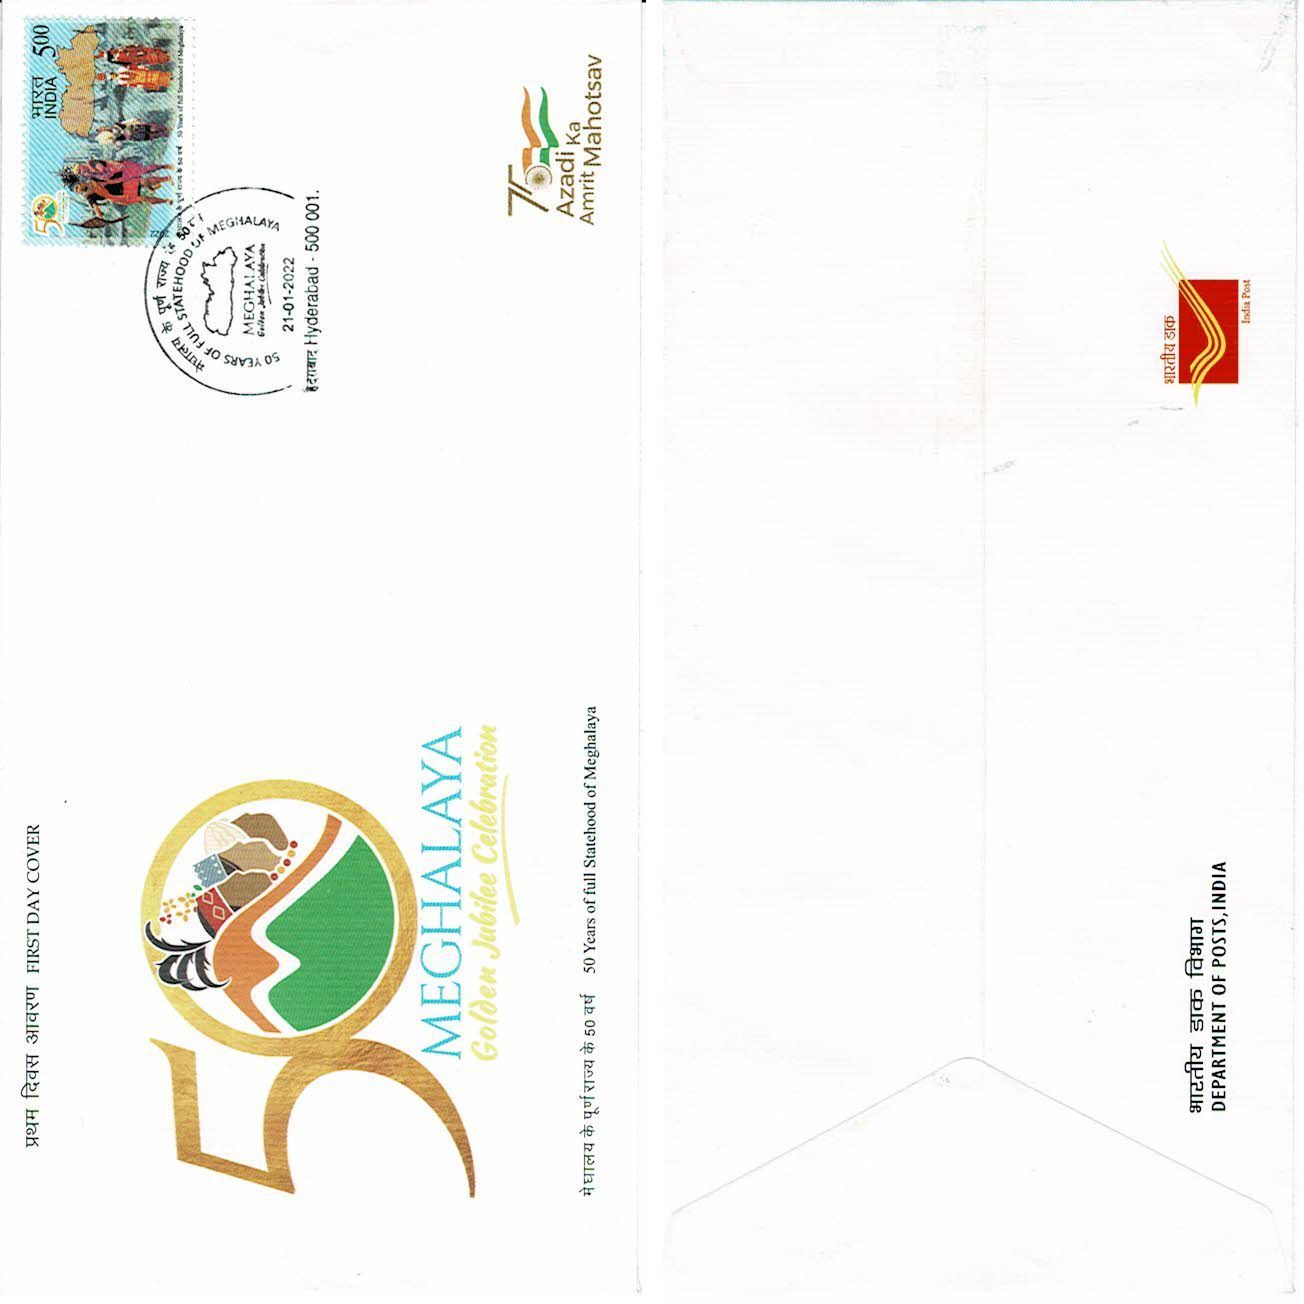 प्रथम दिवस आवरण FIRST DAY COVER
50
MEGHALAYA
Golden Jubilee Celebration
मेघालय के पूर्ण राज्य के 50 वर्ष 50 Years of full Statehood of Meghalaya
50
भारत
INDIA 500
मेघालय के पूर्ण राज्य के 50 वर्ष 50 Years of full Statehood of Meghalaya
मेघालय के पूर्ण राज्य के 50
50 YEARS OF FULL STATEHOOD OF MEGHALAYA
MEGHALAYA
Golden Jubilee Celebration
21-01-2022
हैदराबाद Hyderabad - 500 001.
75
Azadi Ka
Amrit Mahotsav
भारतीय डाक विभाग
DEPARTMENT OF POSTS, INDIA
भारतीय डाक
India Post